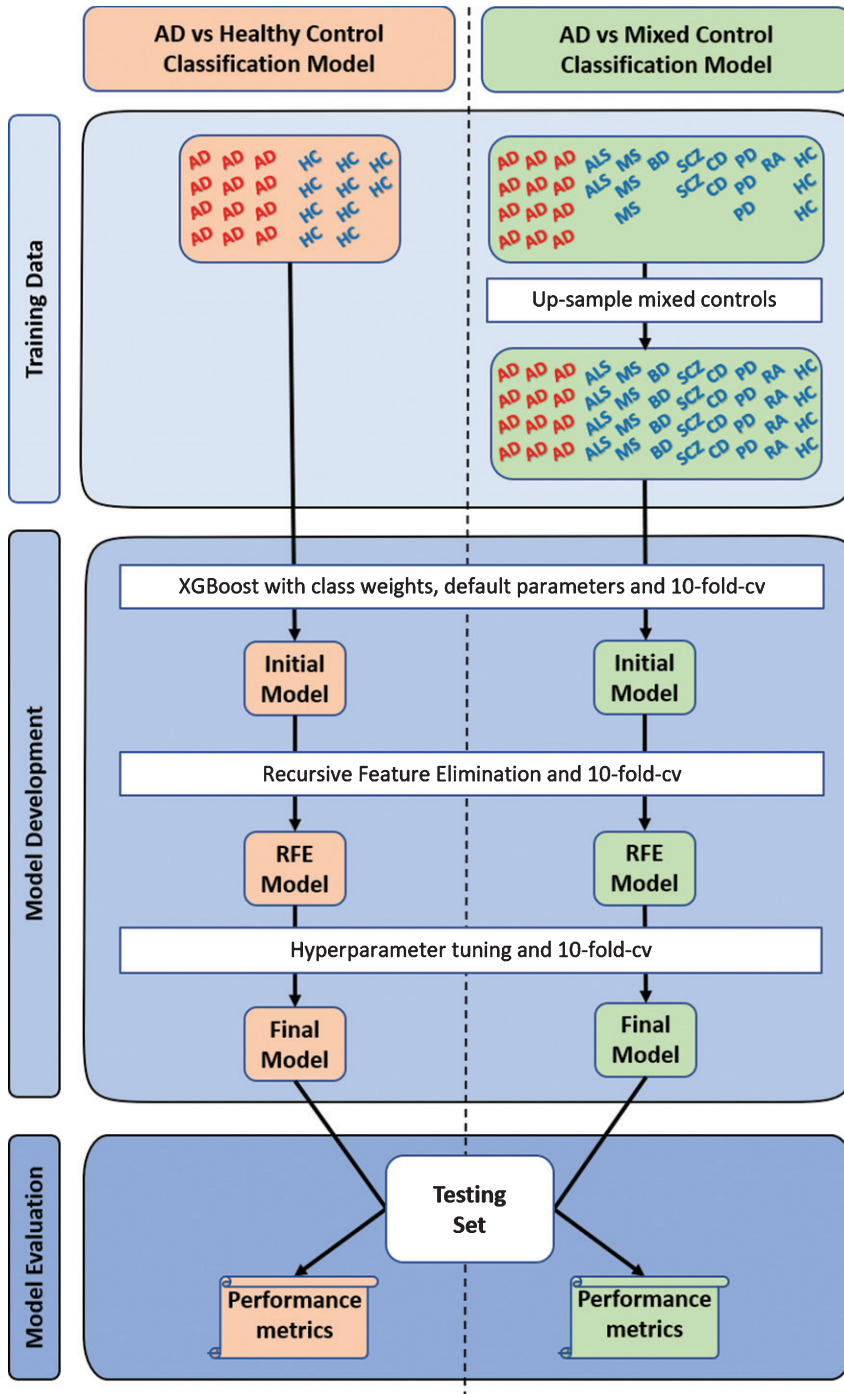 AD vs Healthy Control
Classification Model
AD vs Mixed Control
Classification Model
Training Data
AD AD AD HC HC HC
AD AD AD HC HC HC
AD AD AD HC HC
AD AD AD HC HC
AD AD AD ALS MS BD SCZ CD PD RA HC
AD AD AD ALS MS SCZ CD PD HC
AD AD AD MS PD HC
AD AD AD
Up-sample mixed controls
AD AD AD ALS MS BD SCZ CD PD RA HC
AD AD AD ALS MS BD SCZ CD PD RA HC
AD AD AD ALS MS BD SCZ CD PD RA HC
AD AD AD ALS MS BD SCZ CD PD RA HC
Model Development
XGBoost with class weights, default parameters and 10-fold-cv
Initial
Model
Initial
Model
Recursive Feature Elimination and 10-fold-cv
RFE
Model
RFE
Model
Hyperparameter tuning and 10-fold-cv
Final
Model
Final
Model
Model Evaluation
Testing
Set
Performance
metrics
Performance
metrics